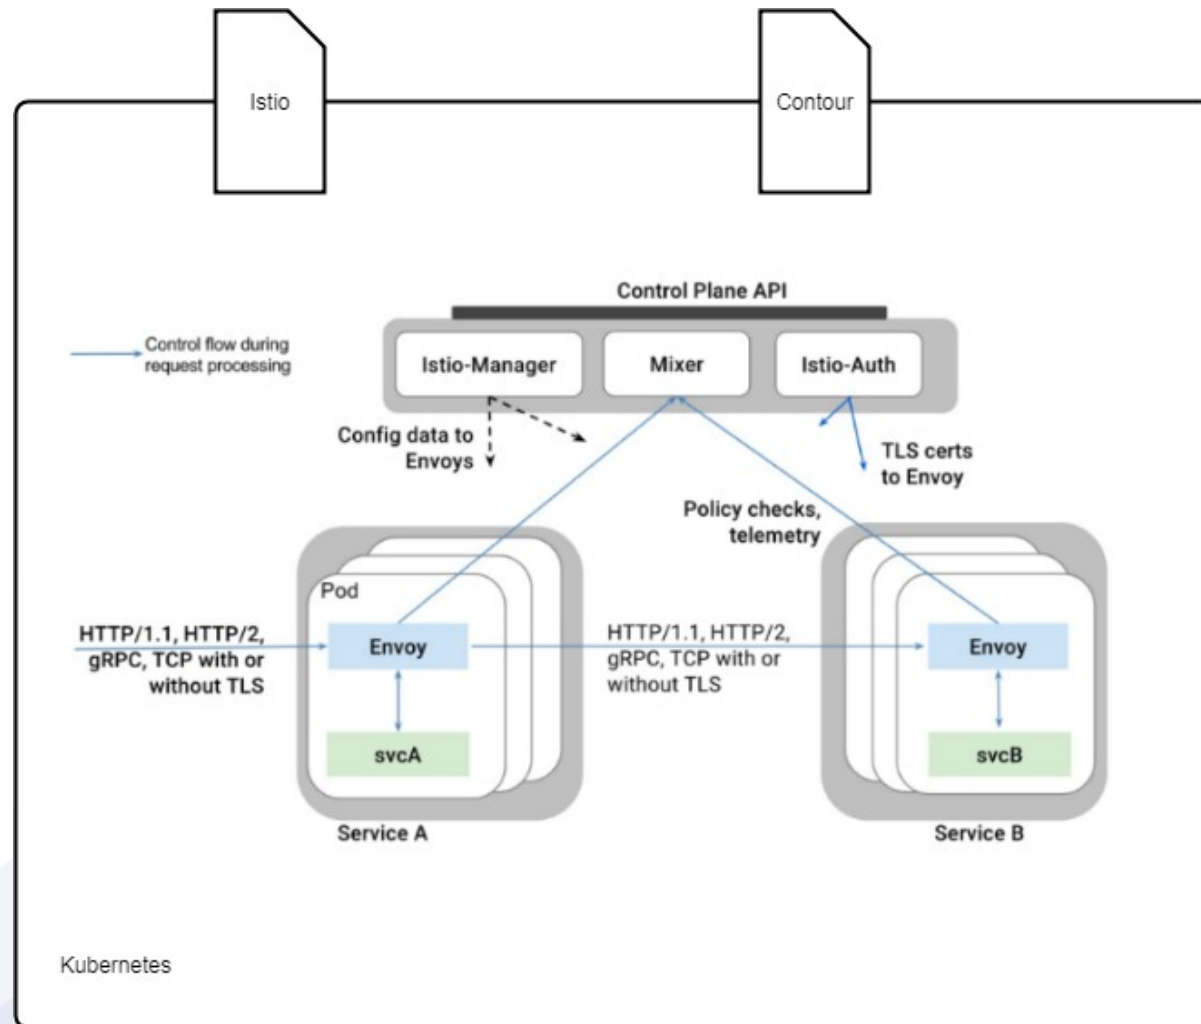 Istio
Contour
Control Plane API
Control flow during
request processing
Istio-Manager
Mixer
Istio-Auth
Config data to
Envoys
TLS certs
to Envoy
Policy checks,
telemetry
Pod
HTTP/1.1, HTTP/2,
gRPC, TCP with or
without TLS
Envoy
HTTP/1.1, HTTP/2,
gRPC, TCP with or
without TLS
Envoy
svcA
svcB
Service A
Service B
Kubernetes